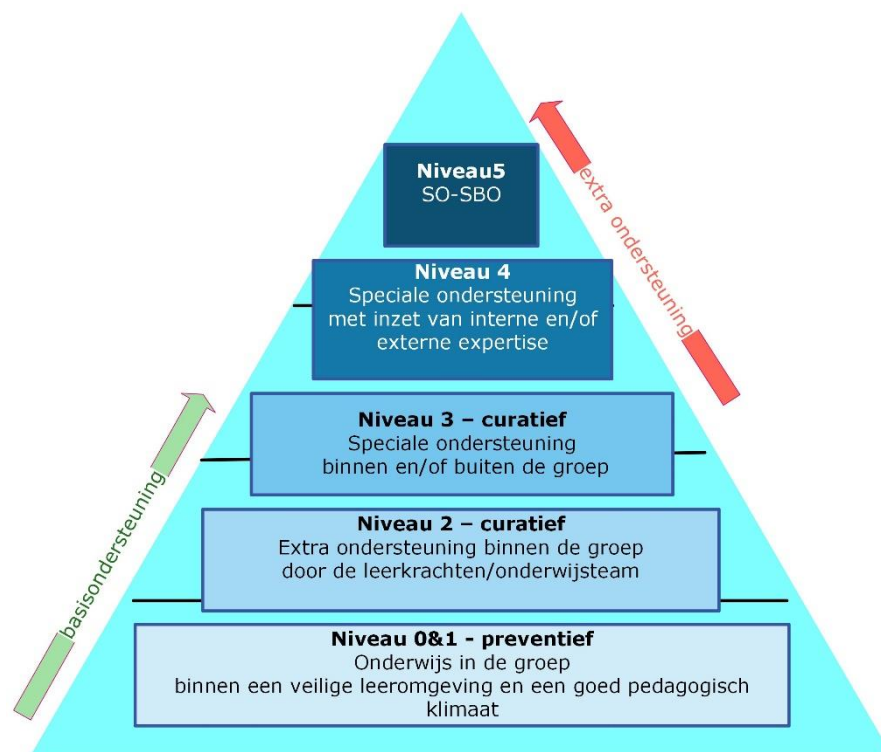 Niveau5
SO-SBO
extra ondersteuning
Niveau 4
Speciale ondersteuning
met inzet van interne en/of
externe expertise
Niveau 3 – curatief
Speciale ondersteuning
binnen en/of buiten de groep
basisondersteuning
Niveau 2 – curatief
Extra ondersteuning binnen de groep
door de leerkrachten/onderwijsteam
Niveau 0&1 - preventief
Onderwijs in de groep
binnen een veilige leeromgeving en een goed pedagogisch
klimaat